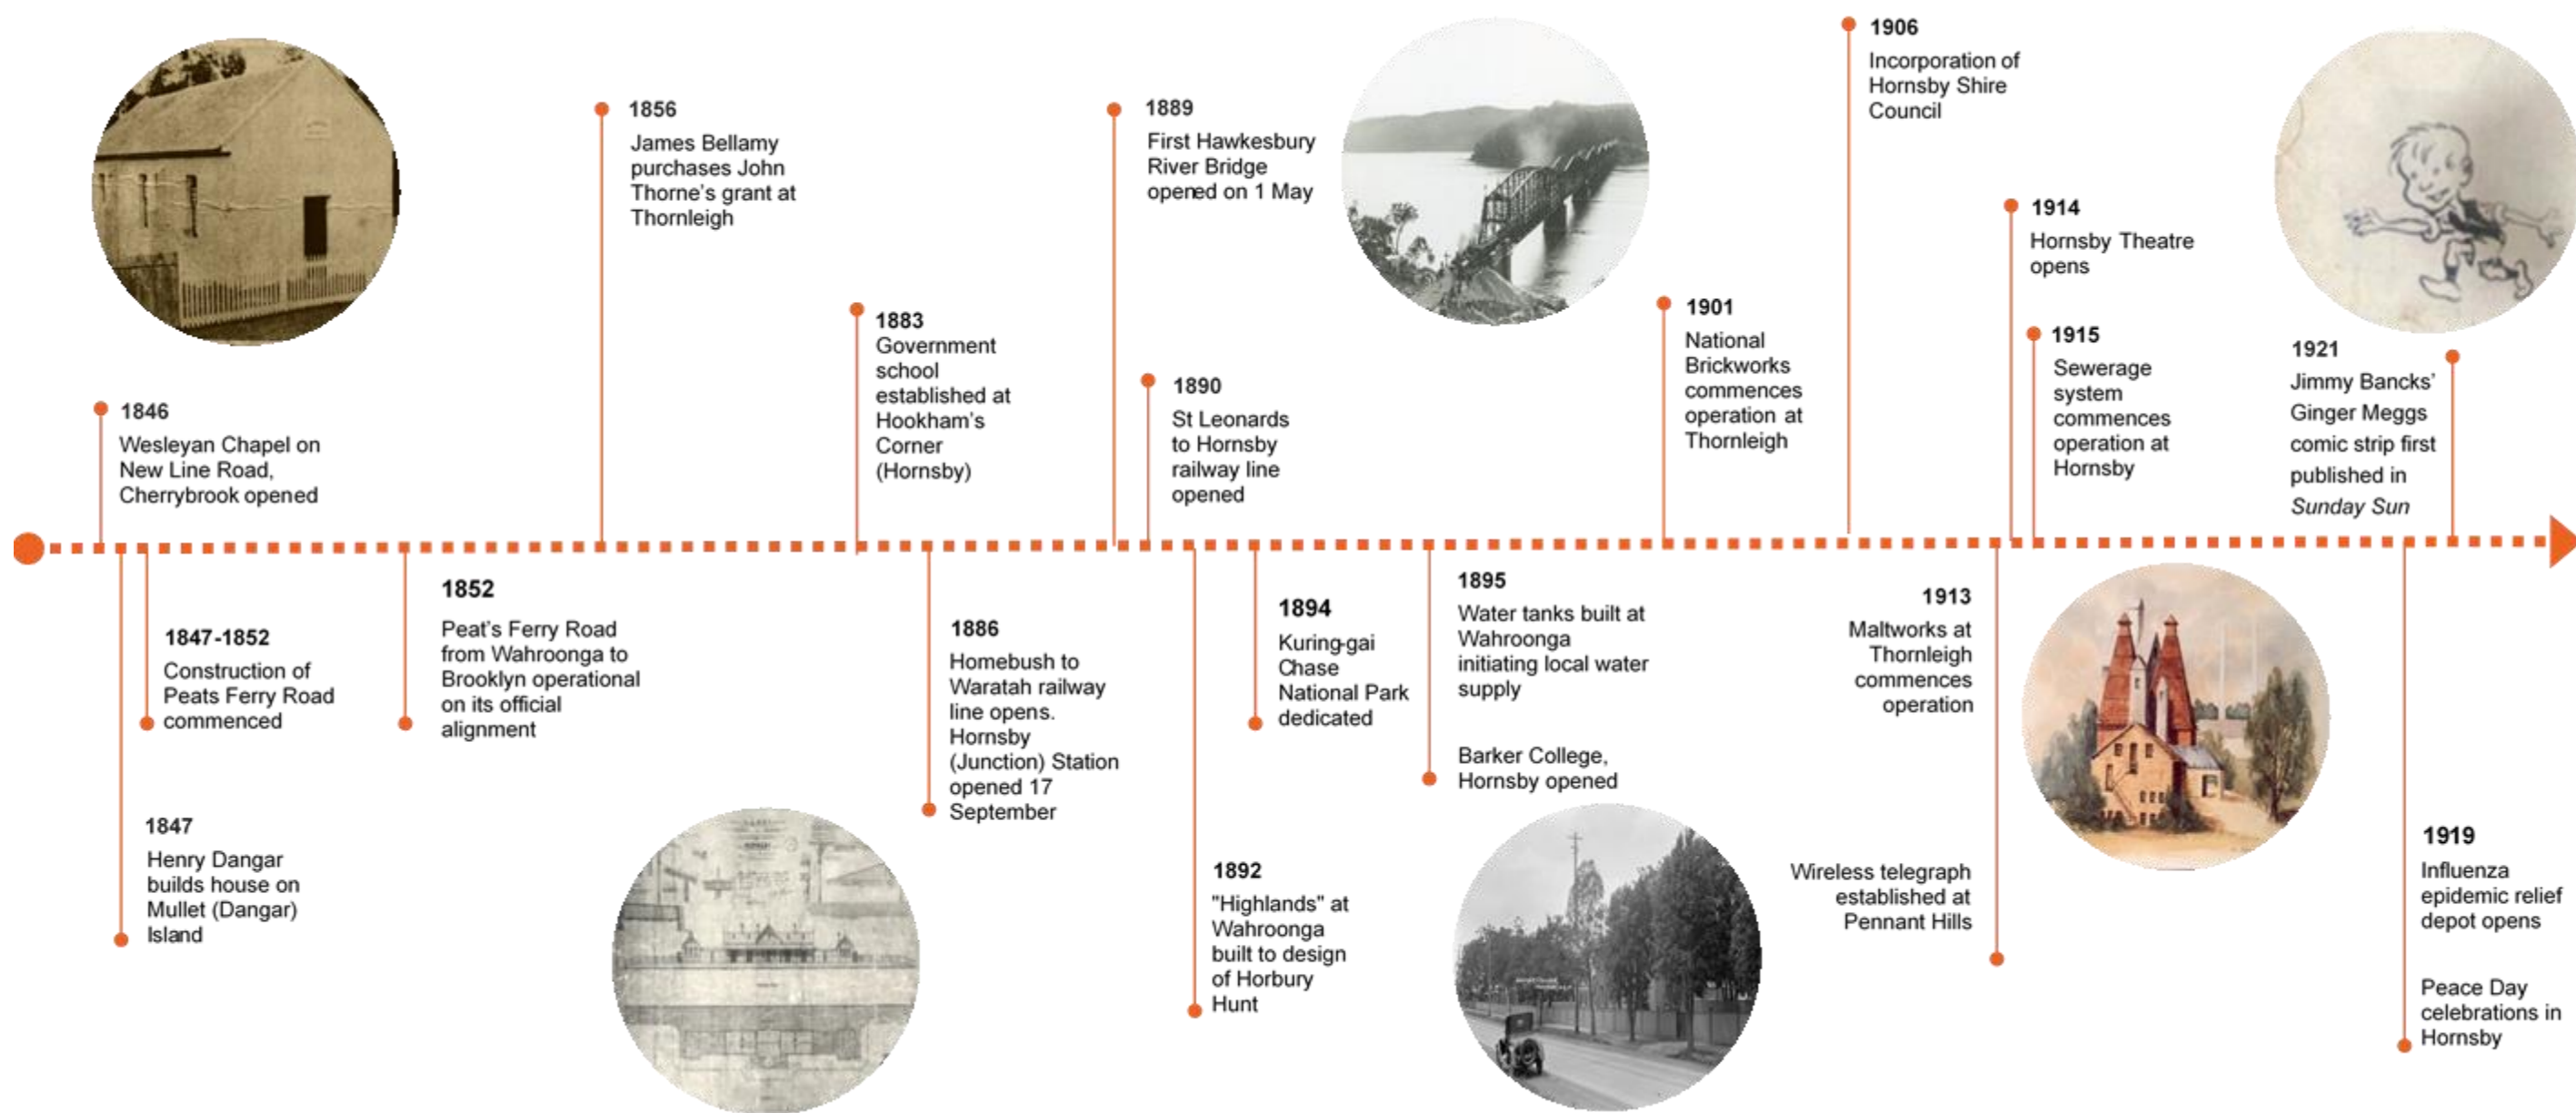 1846
Wesleyan Chapel on
New Line Road,
Cherrybrook opened
1847
Henry Dangar
builds house on
Mullet (Dangar)
Island
1847-1852
Construction of
Peats Ferry Road
commenced
1852
Peat's Ferry Road
from Wahroonga to
Brooklyn operational
on its official
alignment
1856
James Bellamy
purchases John
Thorne's grant at
Thornleigh
1883
Government
school
established at
Hookham's
Corner
(Hornsby)
1886
Homebush to
Waratah railway
line opens.
Hornsby
(Junction) Station
opened 17
September
1889
First Hawkesbury
River Bridge
opened on 1 May
1890
St Leonards
to Hornsby
railway line
opened
1892
"Highlands" at
Wahroonga
built to design
of Horbury
Hunt
1894
Kuring-gai
Chase
National Park
dedicated
1895
Water tanks built at
Wahroonga
initiating local water
supply
Barker College,
Hornsby opened
1901
National
Brickworks
commences
operation at
Thornleigh
1906
Incorporation of
Hornsby Shire
Council
1913
Maltworks at
Thornleigh
commences
operation
Wireless telegraph
established at
Pennant Hills
1914
Hornsby Theatre
opens
1915
Sewerage
system
commences
operation at
Hornsby
1919
Influenza
epidemic relief
depot opens
Peace Day
celebrations in
Hornsby
1921
Jimmy Bancks'
Ginger Meggs
comic strip first
published in
Sunday Sun